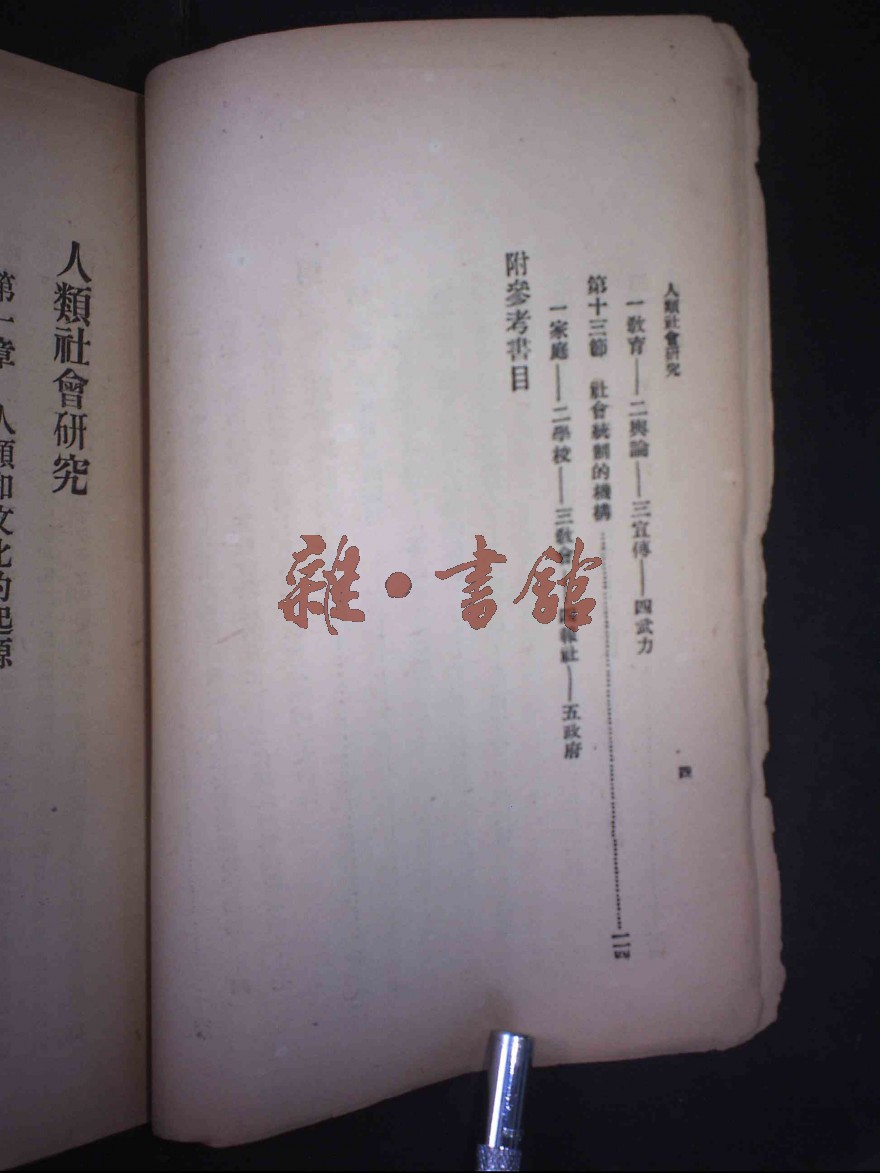 人類社會研究
一教育——二輿論——三宣傳——四武力
第十三節　社會統制的機構……………………
一家庭——二學校——三教會——四報社——五政府
附參考書目
四
雜·書館
人類社會研究
第一章　人類和文化的起源